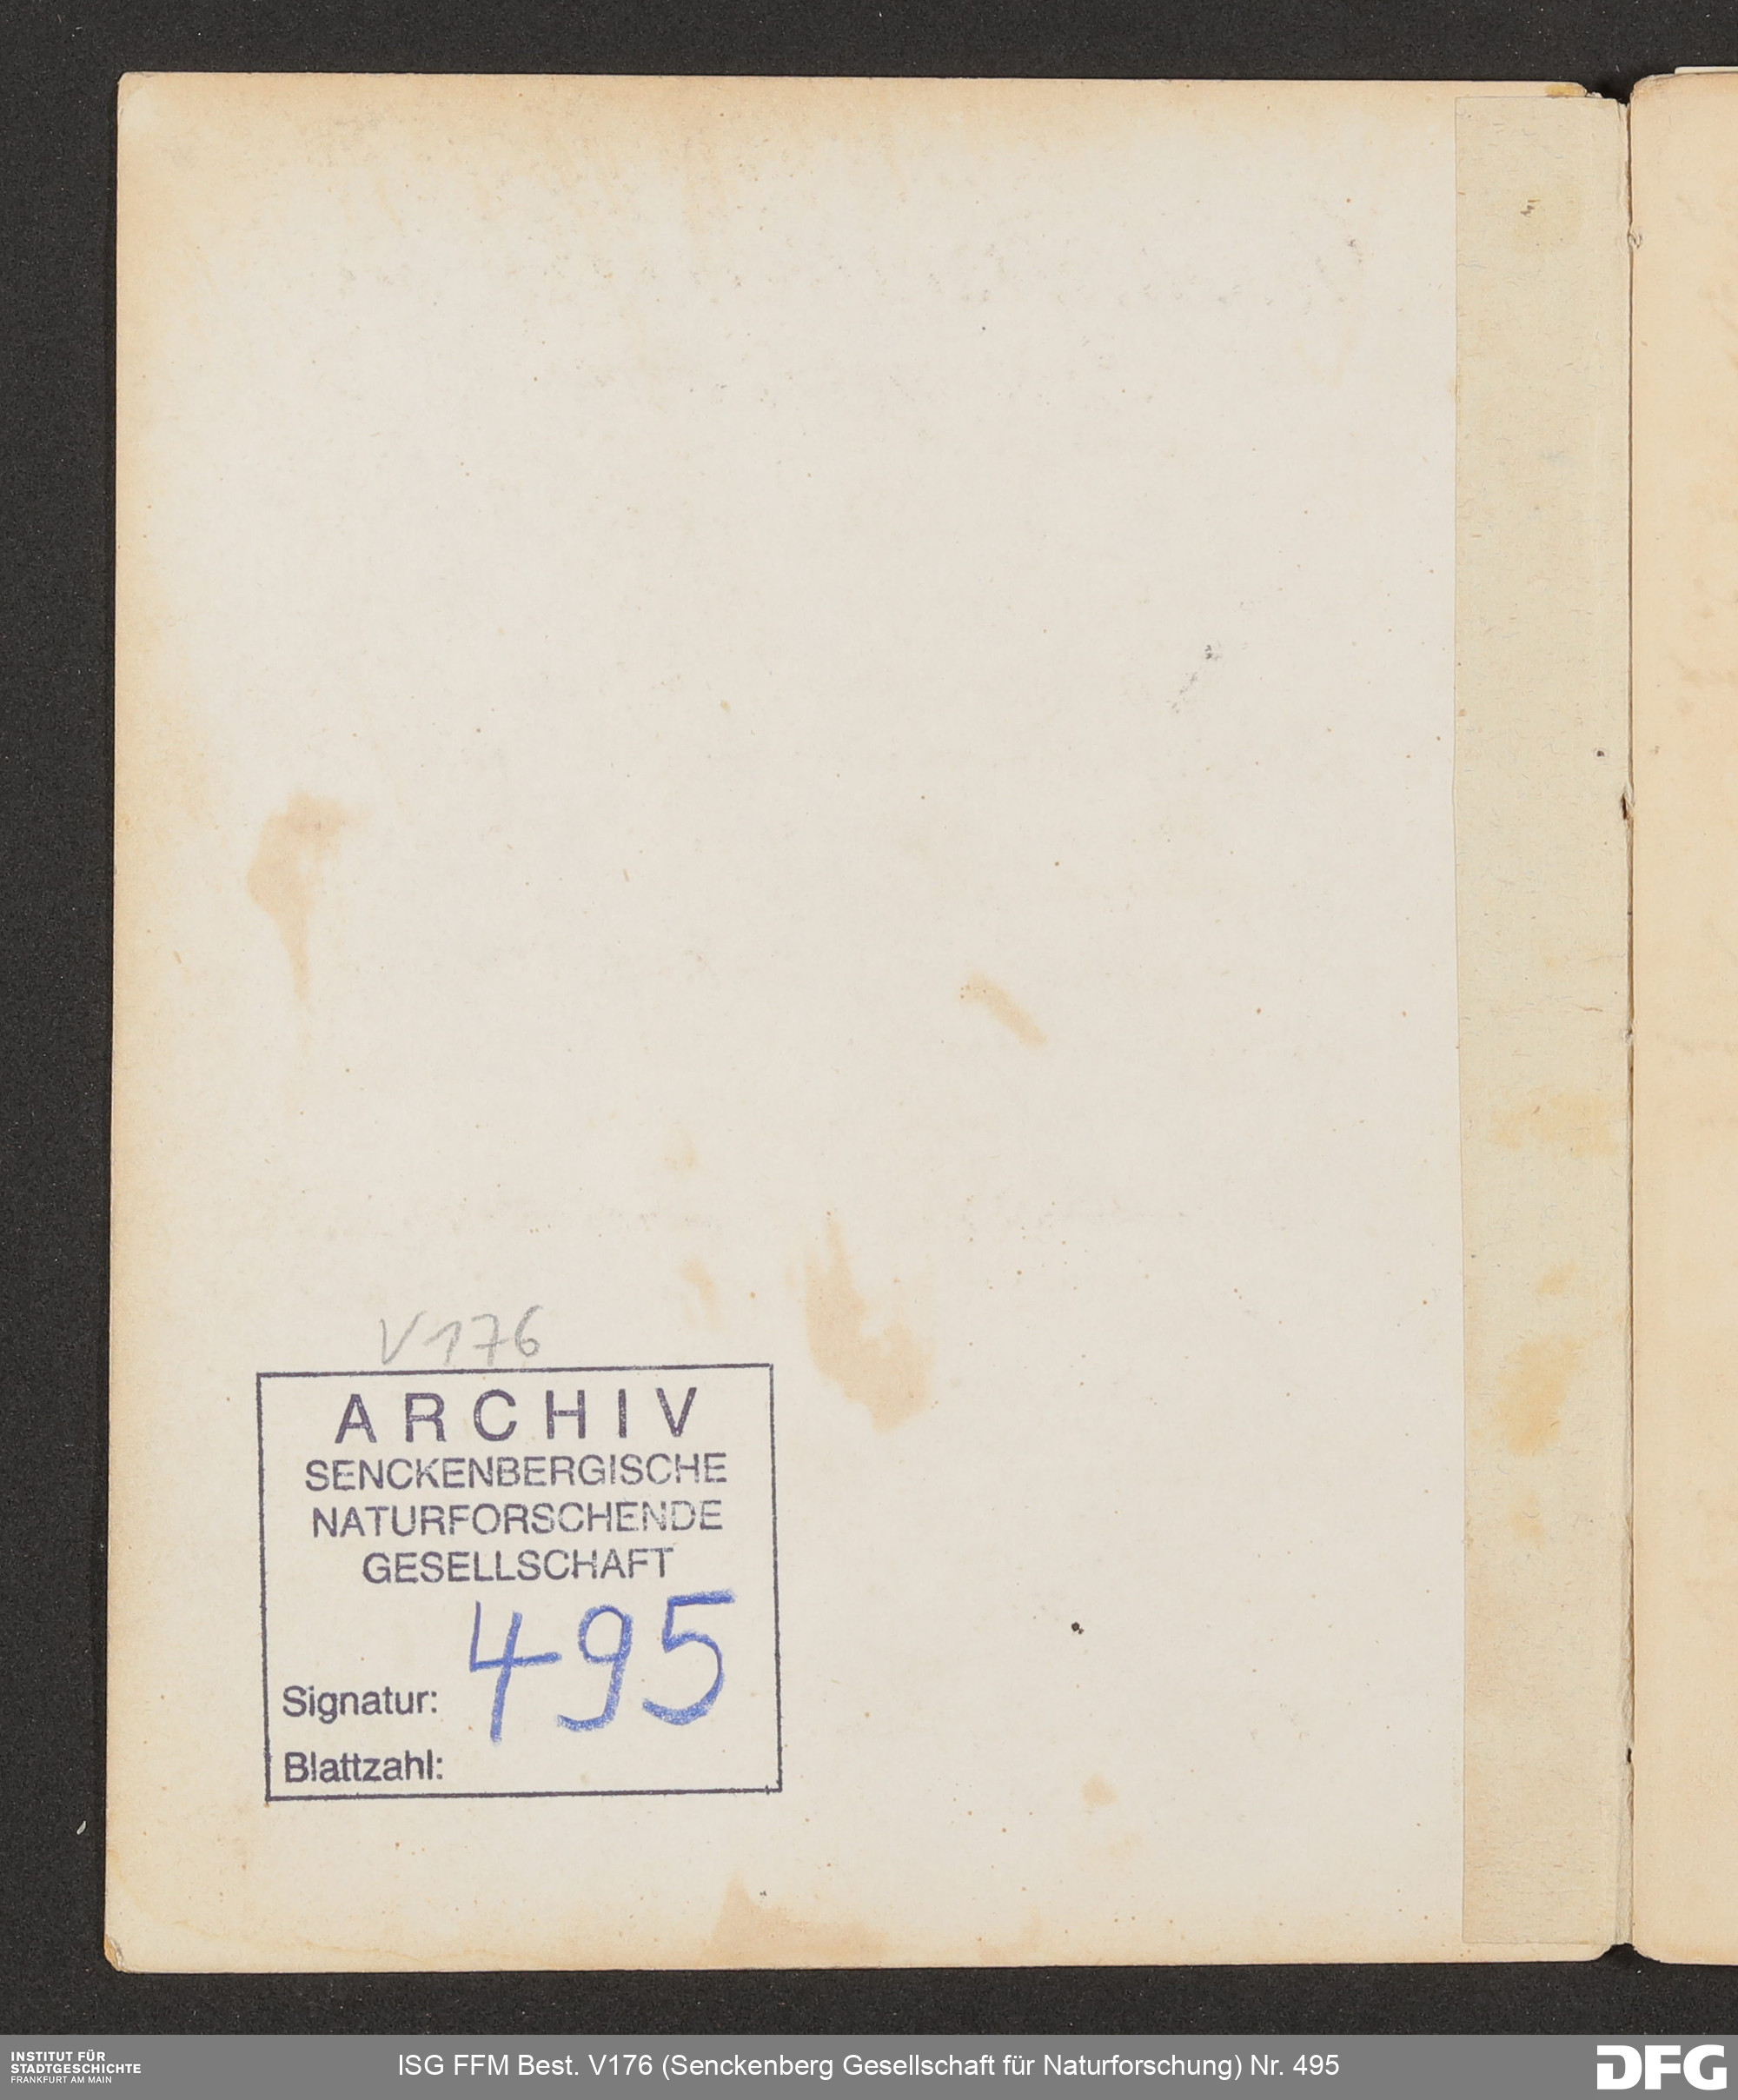 V 176
ARCHIV
SENCKENBERGISCHE
NATURFORSCHENDE
GESELLSCHAFT
495
Signatur:
Blattzahl:
INSTITUT FÜR
STADTGESCHICHTE
FRANKFURT AM MAIN
ISG FFM Best. V176 (Senckenberg Gesellschaft für Naturforschung) Nr. 495
DFG